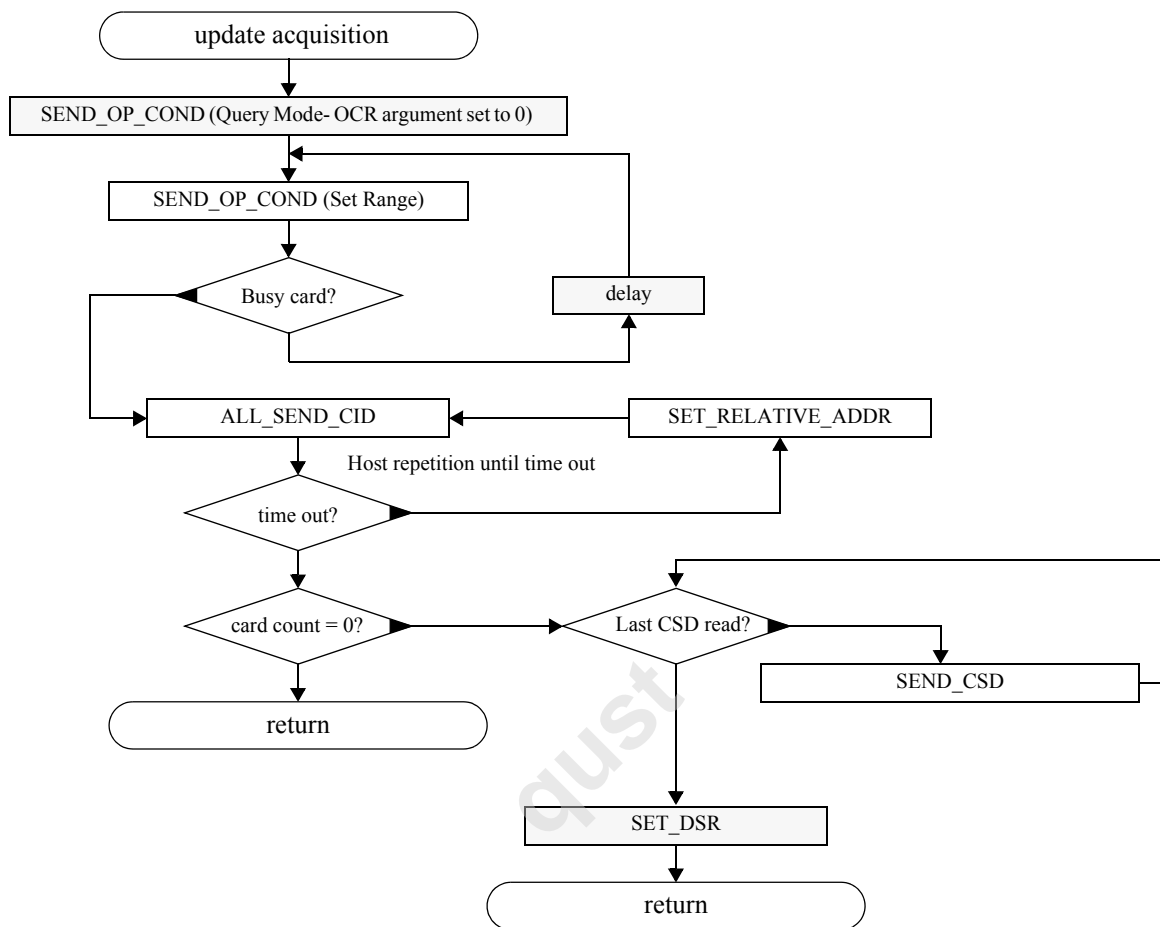 update acquisition
SEND_OP_COND (Query Mode- OCR argument set to 0)
SEND_OP_COND (Set Range)
Busy card?
delay
ALL_SEND_CID
SET_RELATIVE_ADDR
Host repetition until time out
time out?
card count = 0?
Last CSD read?
SEND_CSD
return
qust
SET_DSR
return